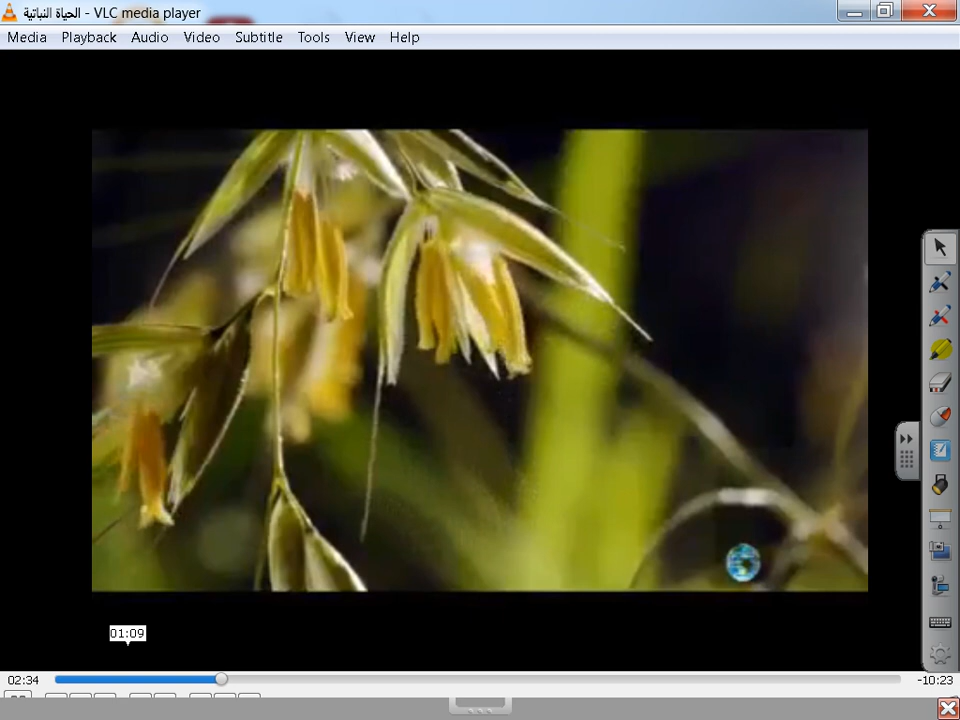 الحياة النباتية - VLC media player
Media Playback Audio Video Subtitle Tools View Help
01:09
02:34
-10:23